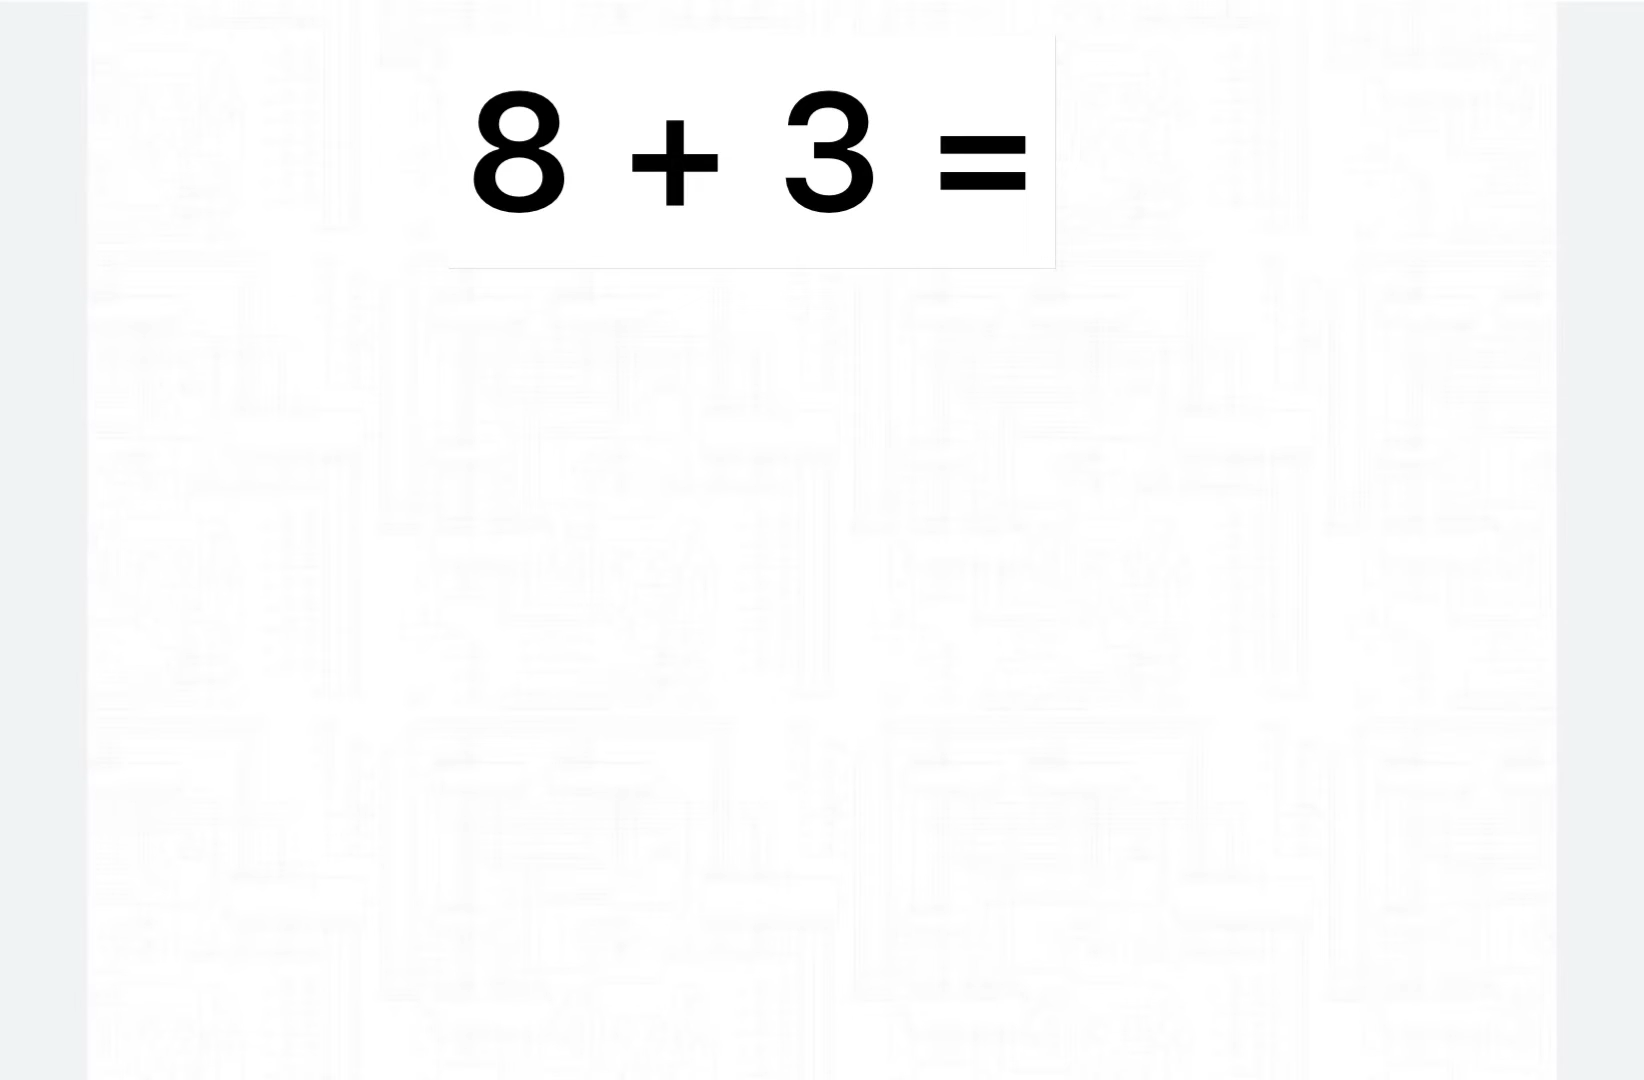 8 + 3 =